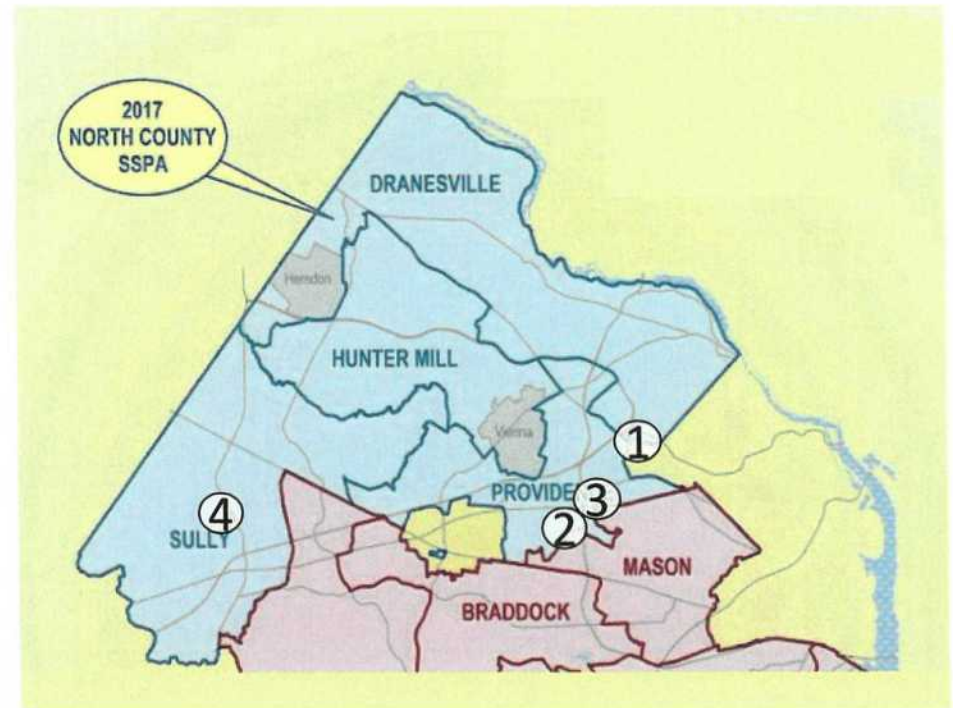 2017
NORTH COUNTY
SSPA
DRANESVILLE
Herndon
HUNTER MILL
Vienna
1
PROVIDE
3
4
2
SULLY
MASON
BRADDOCK